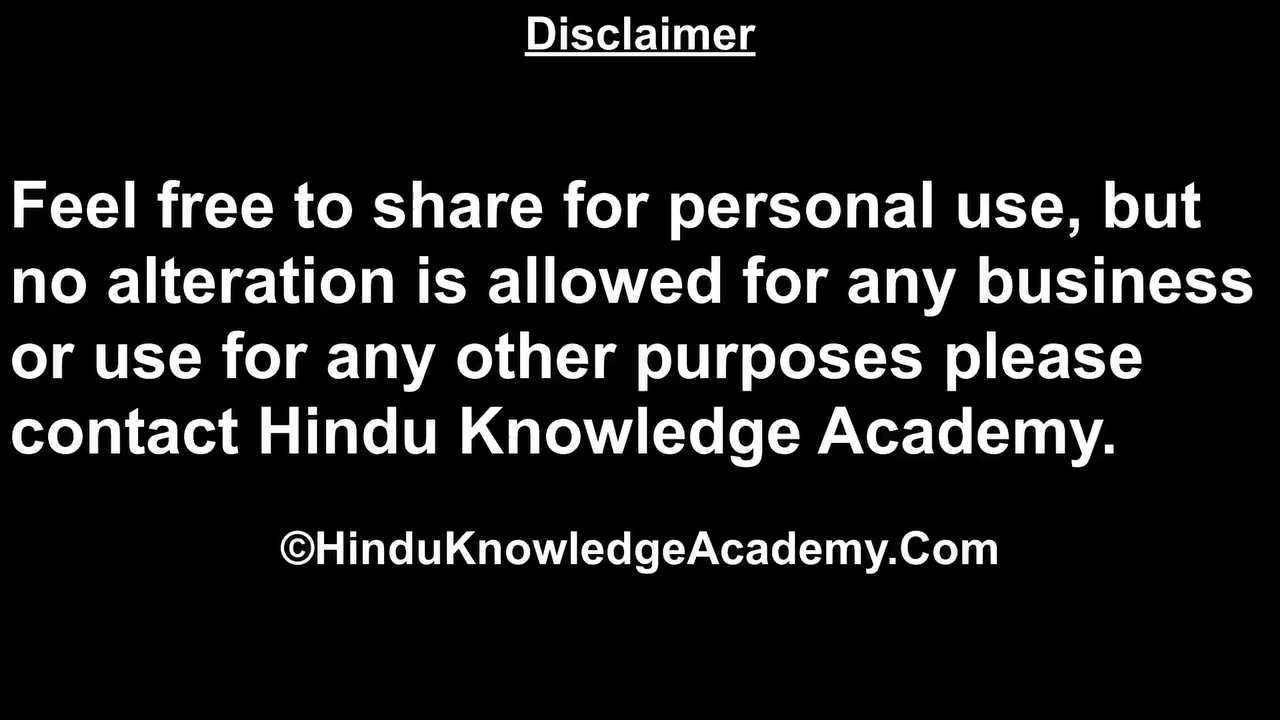 Disclaimer
Feel free to share for personal use, but
no alteration is allowed for any business
or use for any other purposes please
contact Hindu Knowledge Academy.
©HinduKnowledgeAcademy.Com